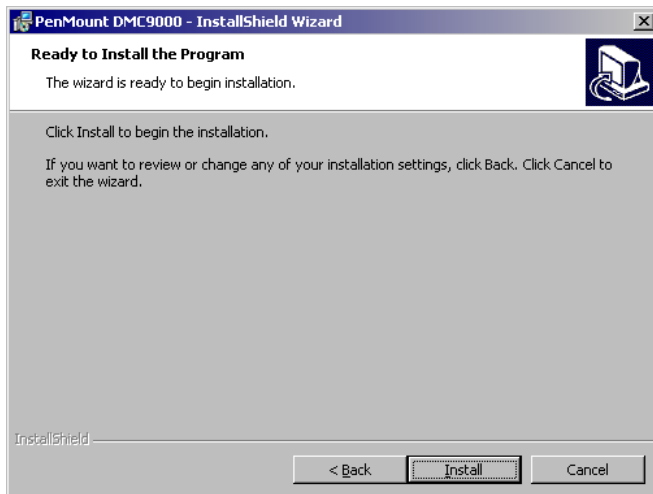 PenMount DMC9000 - InstallShield Wizard
Ready to Install the Program
The wizard is ready to begin installation.
Click Install to begin the installation.
If you want to review or change any of your installation settings, click Back. Click Cancel to
exit the wizard.
InstallShield
< Back Install Cancel